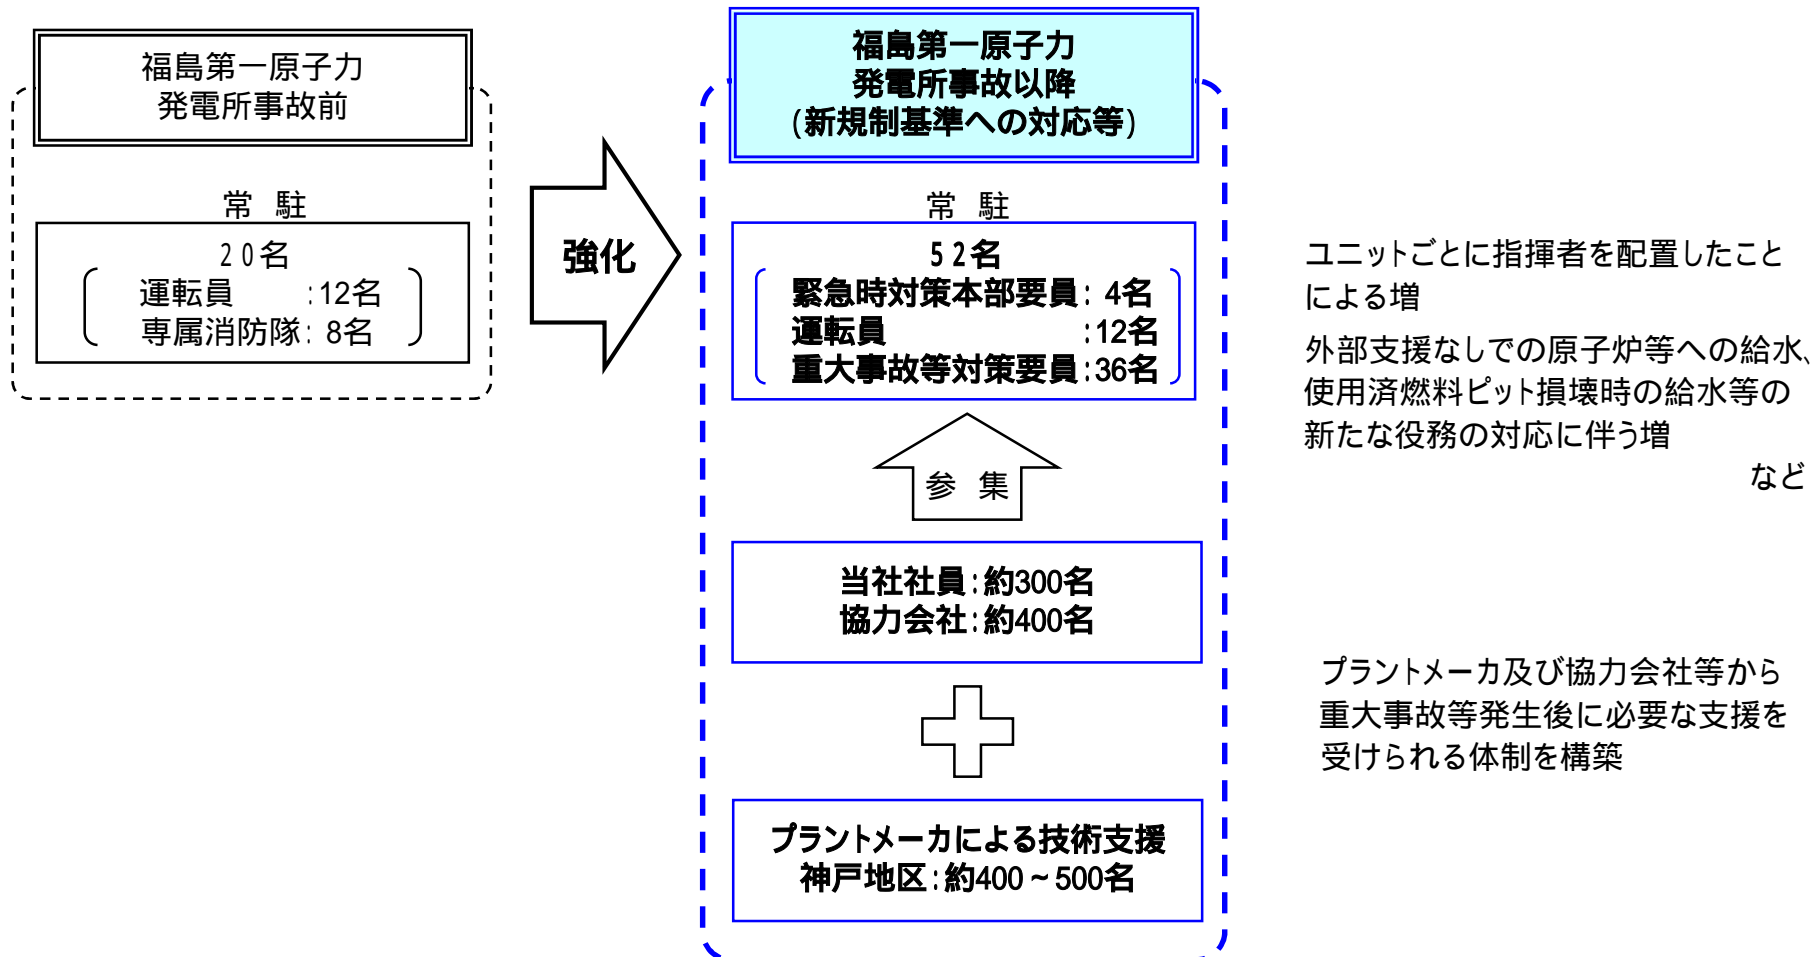 福島第一原子力
発電所事故前
常 駐
20名
運転員 :12名
専属消防隊: 8名
強化
福島第一原子力
発電所事故以降
(新規制基準への対応等)
常 駐
52名
緊急時対策本部要員: 4名
運転員 :12名
重大事故等対策要員:36名
参 集
当社社員:約300名
協力会社:約400名
プラントメーカによる技術支援
神戸地区:約400~500名
ユニットごとに指揮者を配置したこと
による増
外部支援なしでの原子炉等への給水、
使用済燃料ピット損壊時の給水等の
新たな役務の対応に伴う増
など
プラントメーカ及び協力会社等から
重大事故等発生後に必要な支援を
受けられる体制を構築